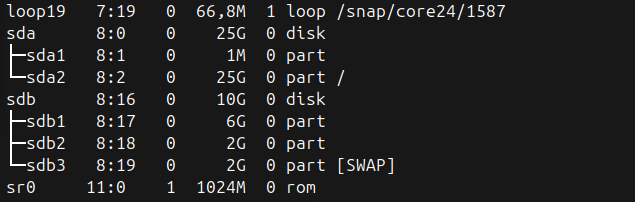 loop19   7:19   0  66,8M  1 loop /snap/core24/1587
sda      8:0    0    25G  0 disk
├─sda1   8:1    0     1M  0 part
└─sda2   8:2    0    25G  0 part /
sdb      8:16   0    10G  0 disk
├─sdb1   8:17   0     6G  0 part
├─sdb2   8:18   0     2G  0 part
└─sdb3   8:19   0     2G  0 part [SWAP]
sr0     11:0    1  1024M  0 rom